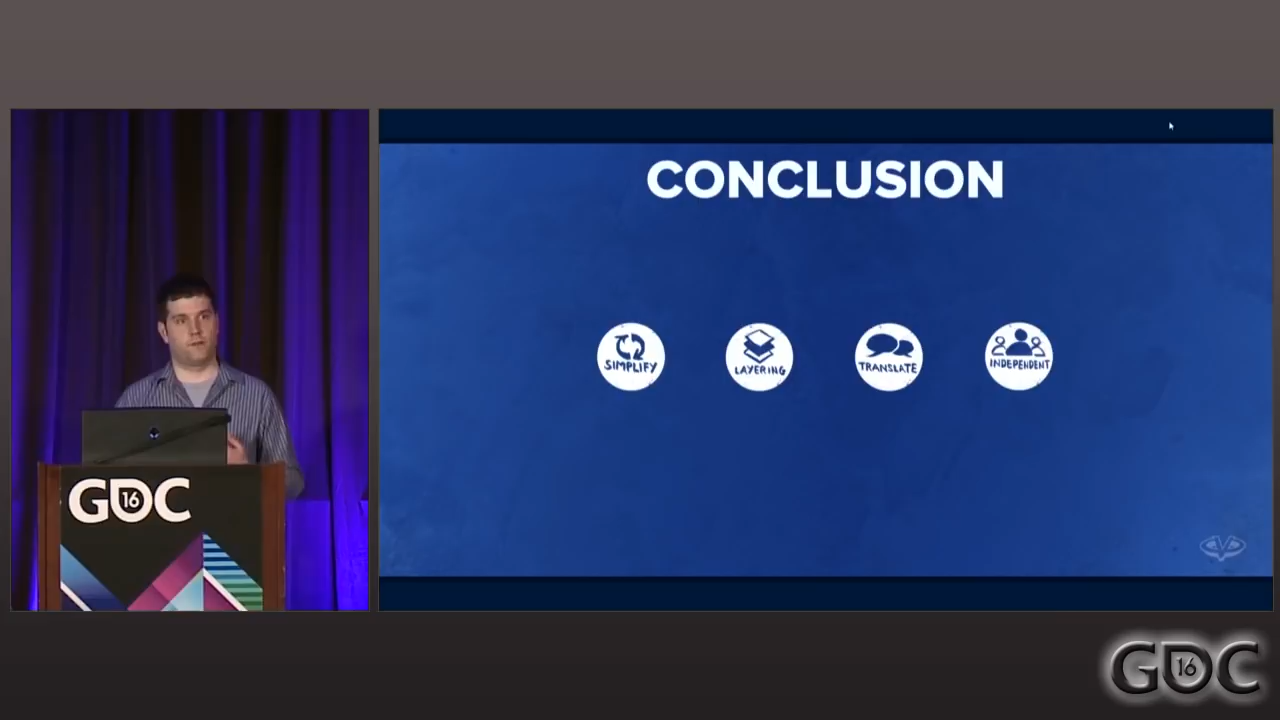 CONCLUSION
SIMPLIFY
LAYERING
TRANSLATE
INDEPENDENT
GDC
16
GDC
16